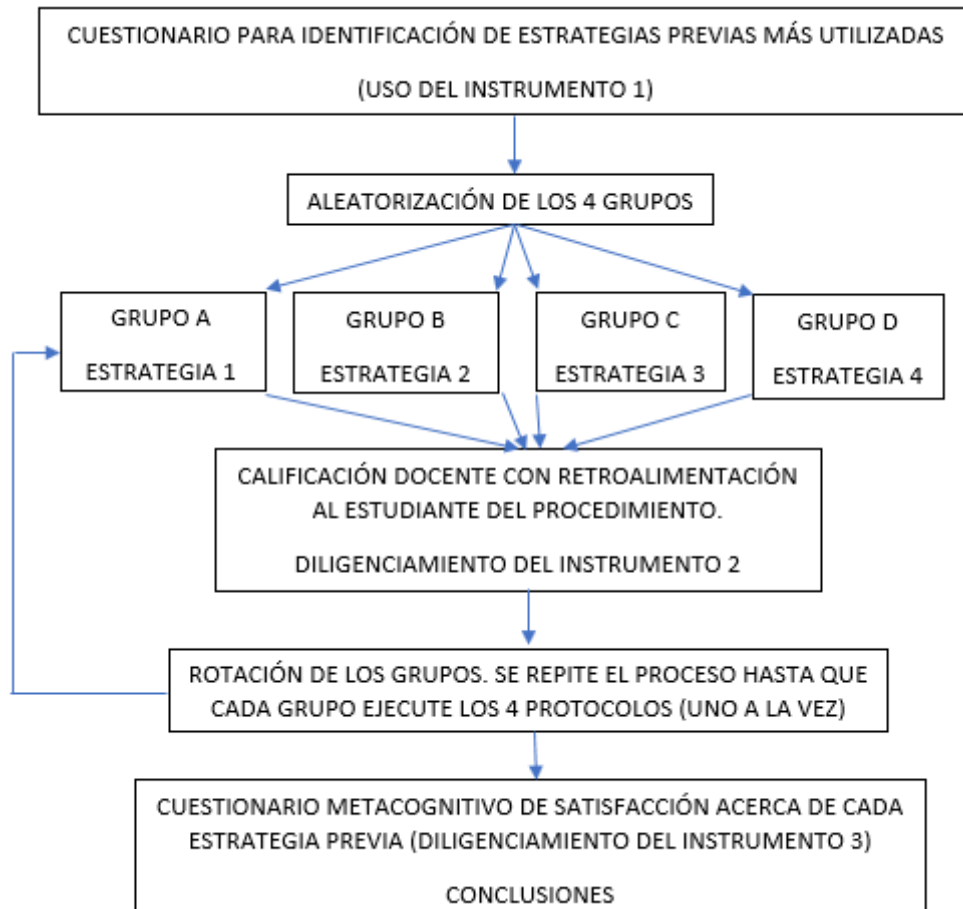 CUESTIONARIO PARA IDENTIFICACIÓN DE ESTRATEGIAS PREVIAS MÁS UTILIZADAS
(USO DEL INSTRUMENTO 1)
ALEATORIZACIÓN DE LOS 4 GRUPOS
GRUPO A
ESTRATEGIA 1
GRUPO B
ESTRATEGIA 2
GRUPO C
ESTRATEGIA 3
GRUPO D
ESTRATEGIA 4
CALIFICACIÓN DOCENTE CON RETROALIMENTACIÓN
AL ESTUDIANTE DEL PROCEDIMIENTO.
DILIGENCIAMIENTO DEL INSTRUMENTO 2
ROTACIÓN DE LOS GRUPOS. SE REPITE EL PROCESO HASTA QUE
CADA GRUPO EJECUTE LOS 4 PROTOCOLOS (UNO A LA VEZ)
CUESTIONARIO METACOGNITIVO DE SATISFACCIÓN ACERCA DE CADA
ESTRATEGIA PREVIA (DILIGENCIAMIENTO DEL INSTRUMENTO 3)
CONCLUSIONES